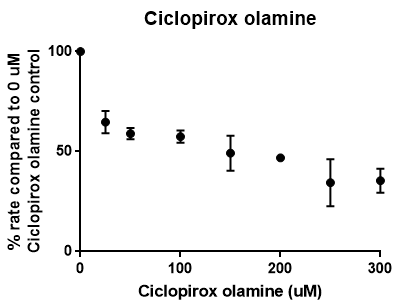 Ciclopirox olamine
% rate compared to 0 uM
Ciclopirox olamine control
100
50
0
0
100
200
300
Ciclopirox olamine (uM)